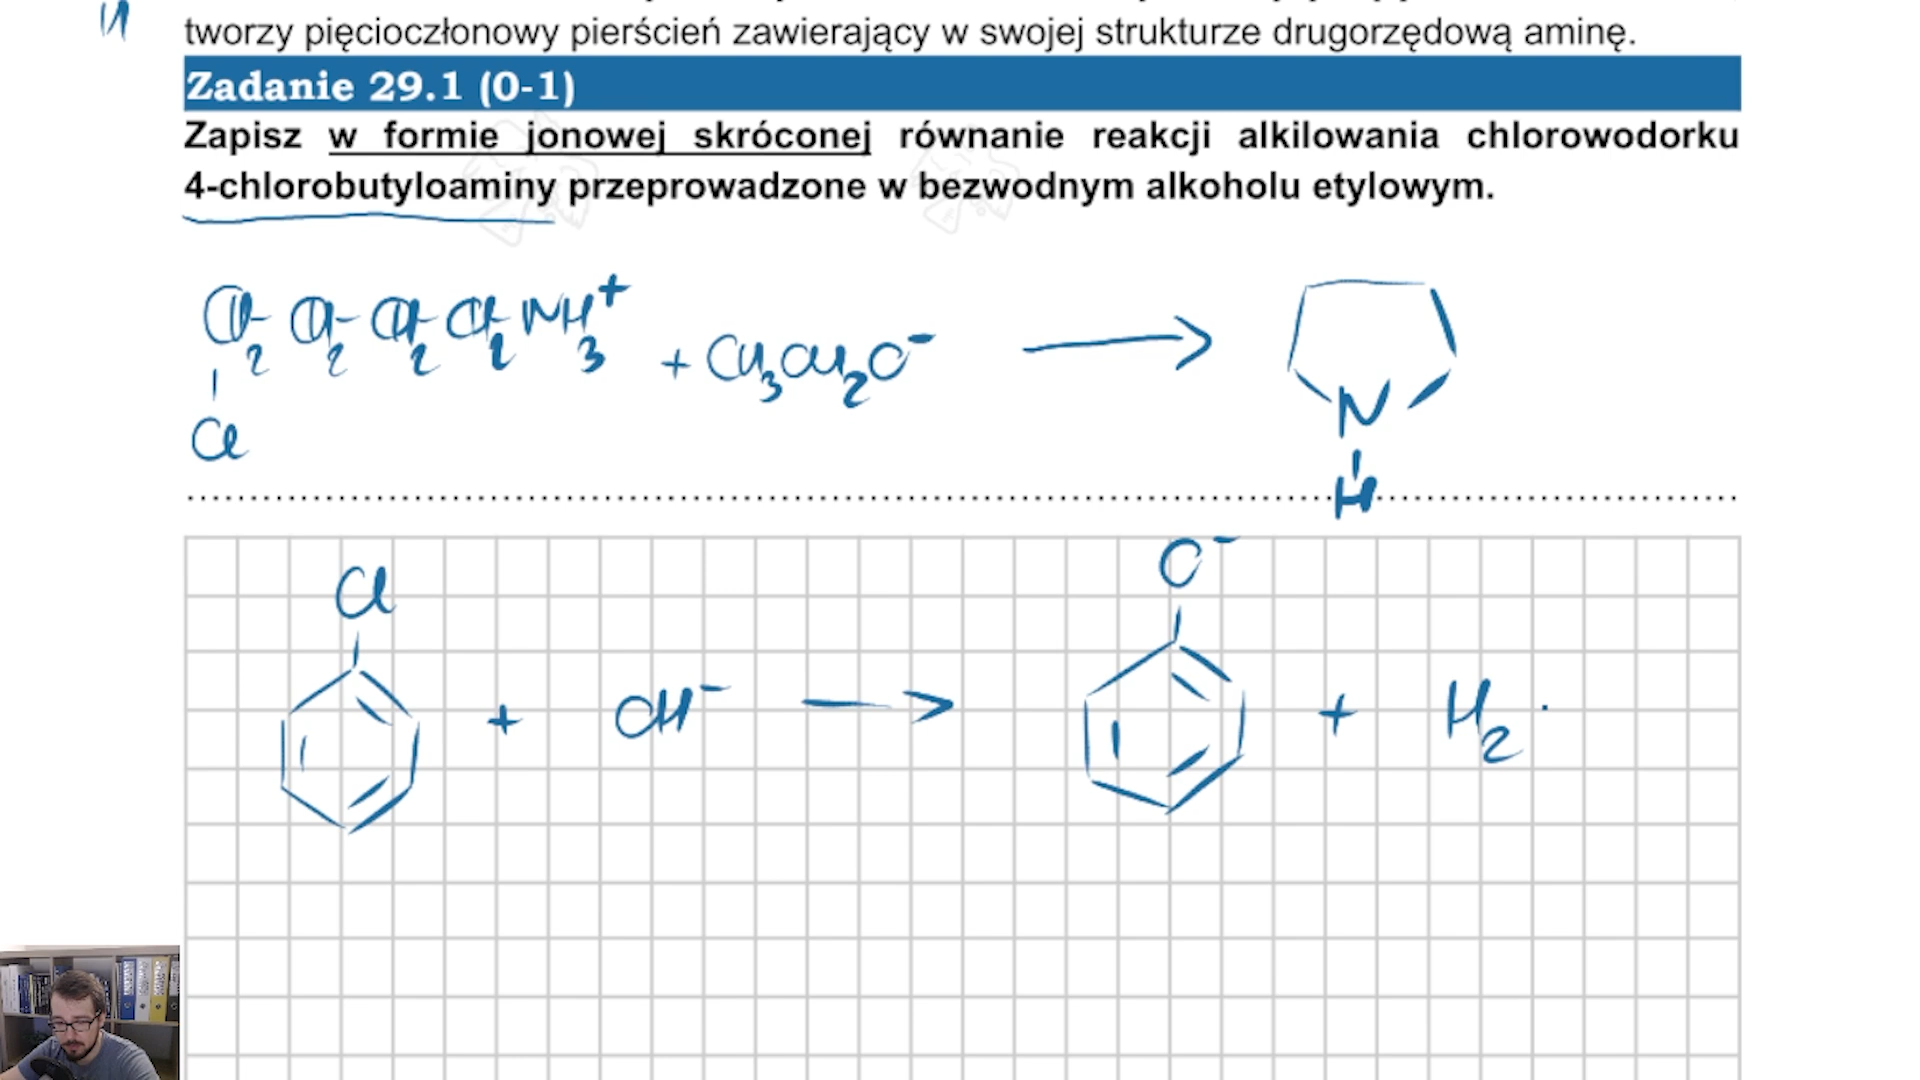 tworzy pięcioczłonowy pierścień zawierający w swojej strukturze drugorzędową aminę.
Zadanie 29.1 (0-1)
Zapisz w formie jonowej skróconej równanie reakcji alkilowania chlorowodorku
4-chlorobutyloaminy przeprowadzone w bezwodnym alkoholu etylowym.
CH2-CH2-CH2-CH2-NH3+ + CH3CH2O- →
Cl
N
H
Cl
O-
+ OH- → + H2